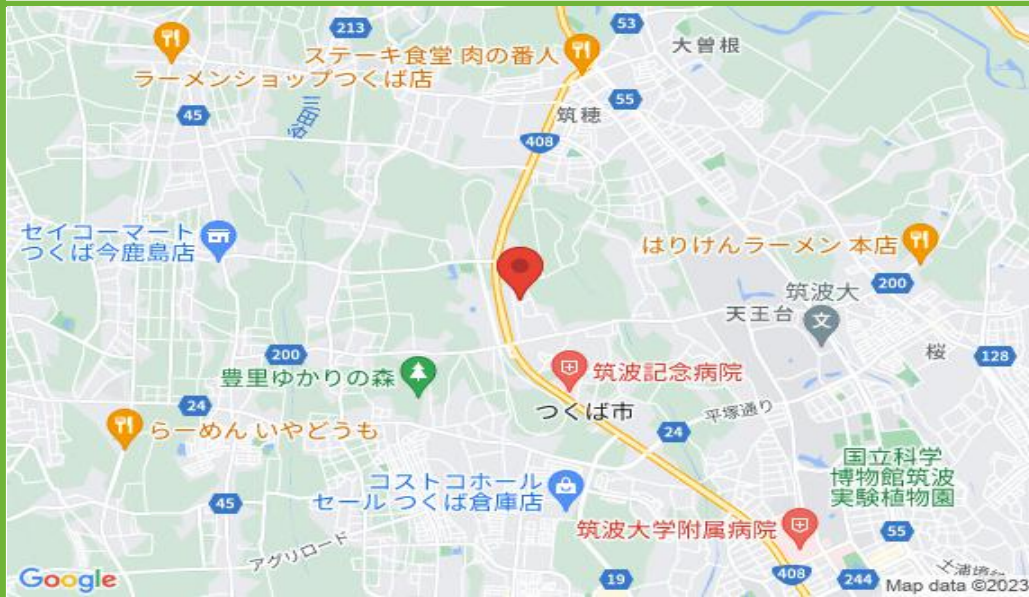 213
53
大曽根
ステーキ食堂 肉の番人
ラーメンショップつくば店
45
55
筑穂
408
セイコーマート
つくば今鹿島店
はりけんラーメン 本店
200
筑波大
天王台
桜
128
200
豊里ゆかりの森
筑波記念病院
つくば市
24
らーめん いやどうも
平塚通り
24
コストコホール
セール つくば倉庫店
国立科学
博物館筑波
実験植物園
45
筑波大学附属病院
55
アグリロード
Google
19
408
244
Map data ©2023